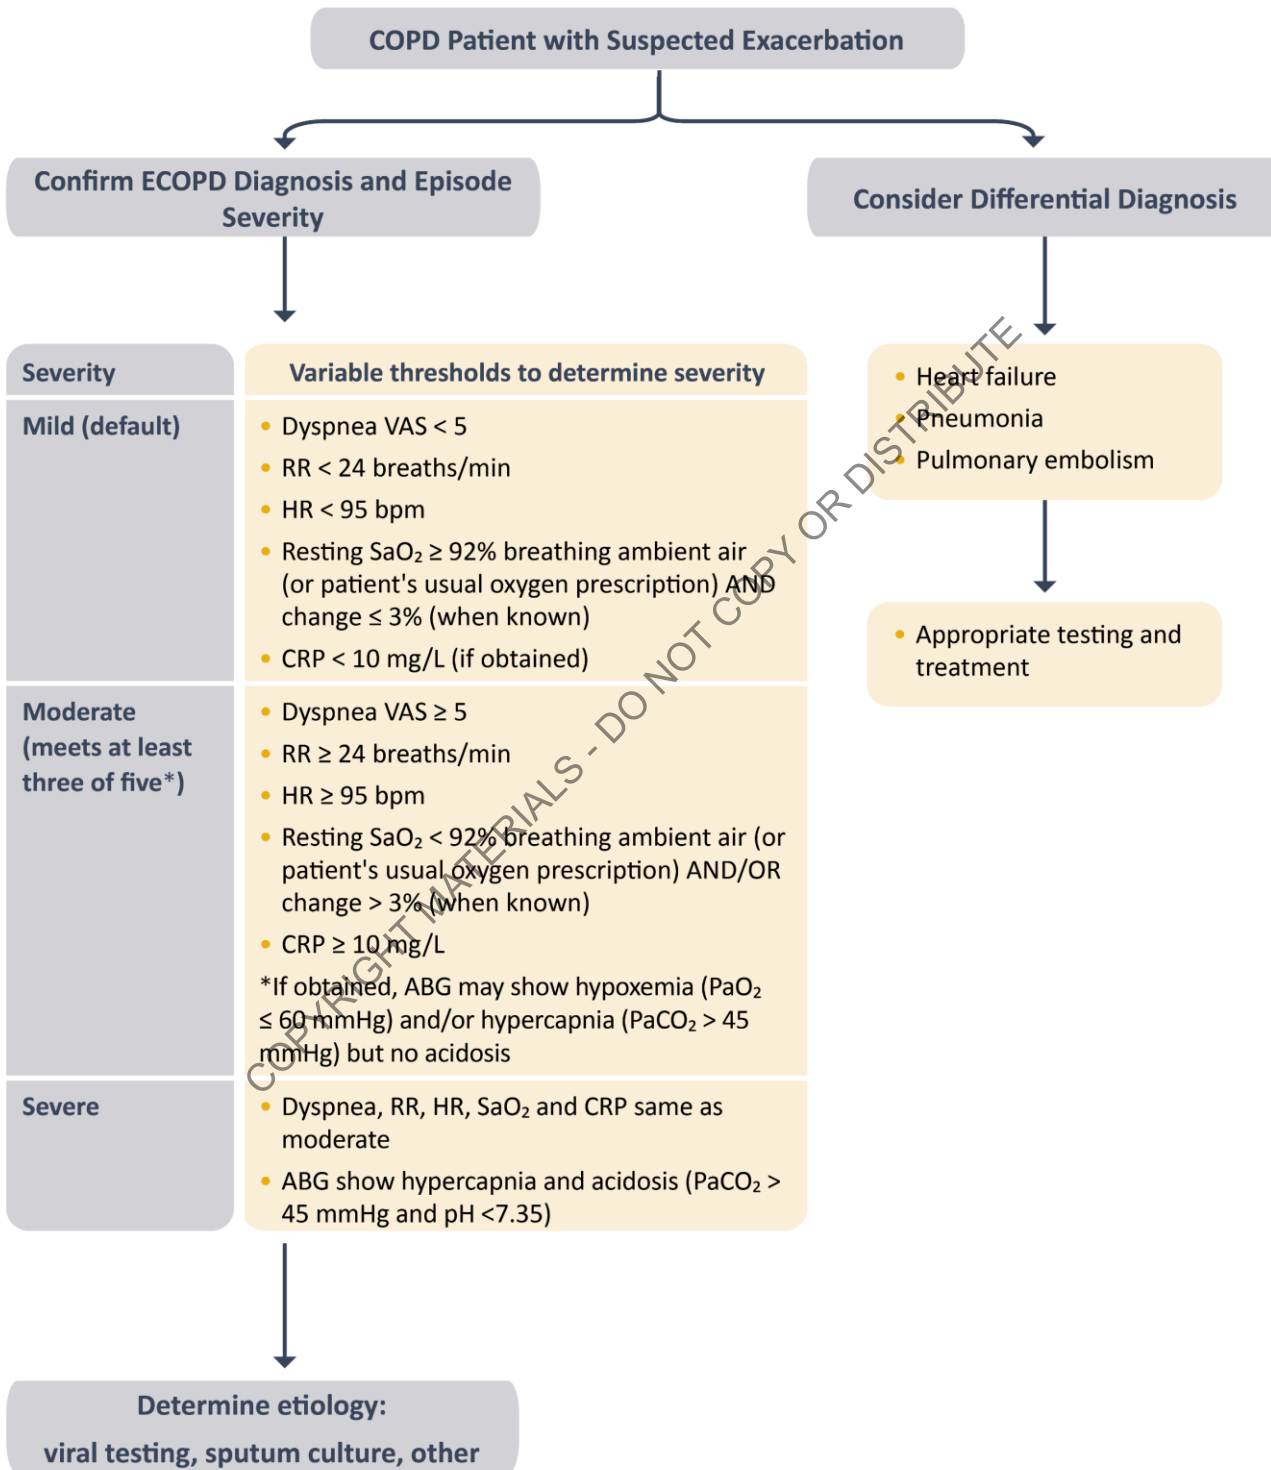 COPD Patient with Suspected Exacerbation
Confirm ECOPD Diagnosis and Episode
Severity
Severity
Variable thresholds to determine severity
Mild (default)
• Dyspnea VAS < 5
• RR < 24 breaths/min
• HR < 95 bpm
• Resting SaO₂ ≥ 92% breathing ambient air
(or patient's usual oxygen prescription) AND
change ≤ 3% (when known)
• CRP < 10 mg/L (if obtained)
Moderate
(meets at least
three of five*)
• Dyspnea VAS ≥ 5
• RR ≥ 24 breaths/min
• HR ≥ 95 bpm
• Resting SaO₂ < 92% breathing ambient air (or
patient's usual oxygen prescription) AND/OR
change > 3% (when known)
• CRP ≥ 10 mg/L
*If obtained, ABG may show hypoxemia (PaO₂
≤ 60 mmHg) and/or hypercapnia (PaCO₂ > 45
mmHg) but no acidosis
Severe
• Dyspnea, RR, HR, SaO₂ and CRP same as
moderate
• ABG show hypercapnia and acidosis (PaCO₂ >
45 mmHg and pH <7.35)
Determine etiology:
viral testing, sputum culture, other
Consider Differential Diagnosis
• Heart failure
• Pneumonia
• Pulmonary embolism
• Appropriate testing and
treatment
COPYRIGHT MATERIALS - DO NOT COPY OR DISTRIBUTE